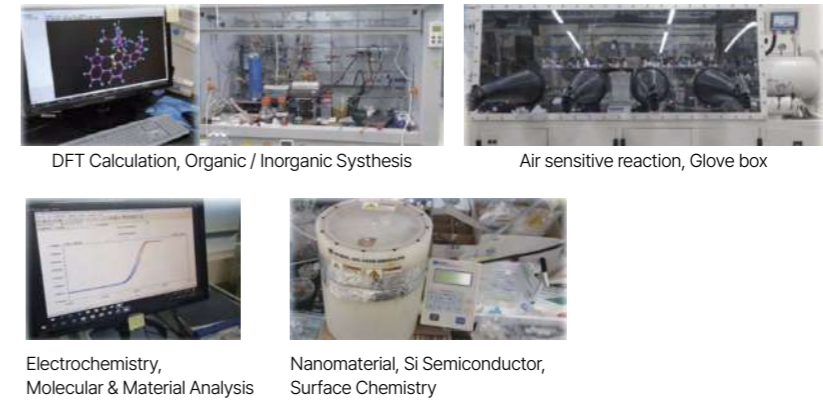 DFT Calculation, Organic / Inorganic Systhesis
Air sensitive reaction, Glove box
Electrochemistry,
Molecular & Material Analysis
Nanomaterial, Si Semiconductor,
Surface Chemistry